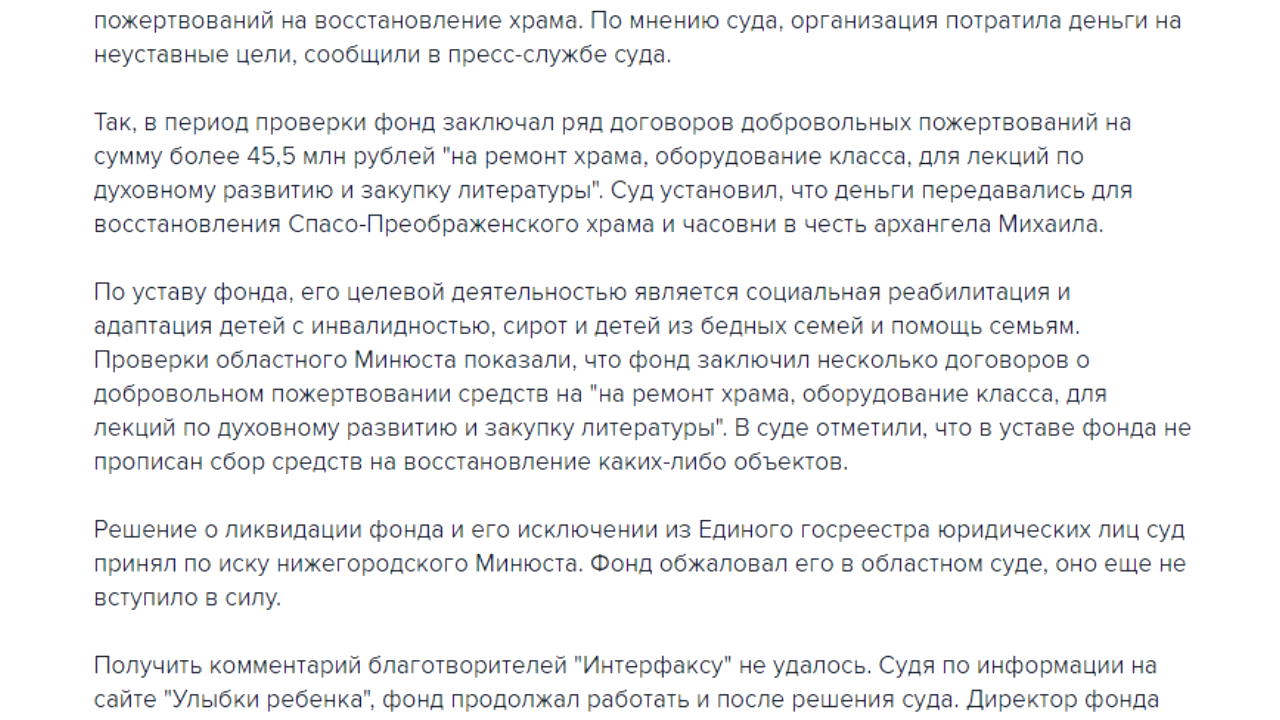 пожертвований на восстановление храма. По мнению суда, организация потратила деньги на
неуставные цели, сообщили в пресс-службе суда.
Так, в период проверки фонд заключал ряд договоров добровольных пожертвований на
сумму более 45,5 млн рублей "на ремонт храма, оборудование класса, для лекций по
духовному развитию и закупку литературы". Суд установил, что деньги передавались для
восстановления Спасо-Преображенского храма и часовни в честь архангела Михаила.
По уставу фонда, его целевой деятельностью является социальная реабилитация и
адаптация детей с инвалидностью, сирот и детей из бедных семей и помощь семьям.
Проверки областного Минюста показали, что фонд заключил несколько договоров о
добровольном пожертвовании средств на "на ремонт храма, оборудование класса, для
лекций по духовному развитию и закупку литературы". В суде отметили, что в уставе фонда не
прописан сбор средств на восстановление каких-либо объектов.
Решение о ликвидации фонда и его исключении из Единого госреестра юридических лиц суд
принял по иску нижегородского Минюста. Фонд обжаловал его в областном суде, оно еще не
вступило в силу.
Получить комментарий благотворителей "Интерфаксу" не удалось. Судя по информации на
сайте "Улыбки ребенка", фонд продолжал работать и после решения суда. Директор фонда